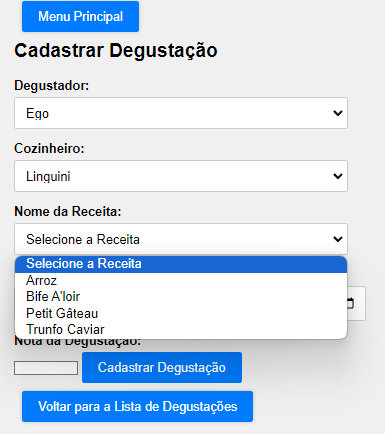 Menu Principal
Cadastrar Degustação
Degustador:
Ego
Cozinheiro:
Linguini
Nome da Receita:
Selecione a Receita
Selecione a Receita
Arroz
Bife A'loir
Petit Gâteau
Trunfo Caviar
Nota da Degustação:
Cadastrar Degustação
Voltar para a Lista de Degustações